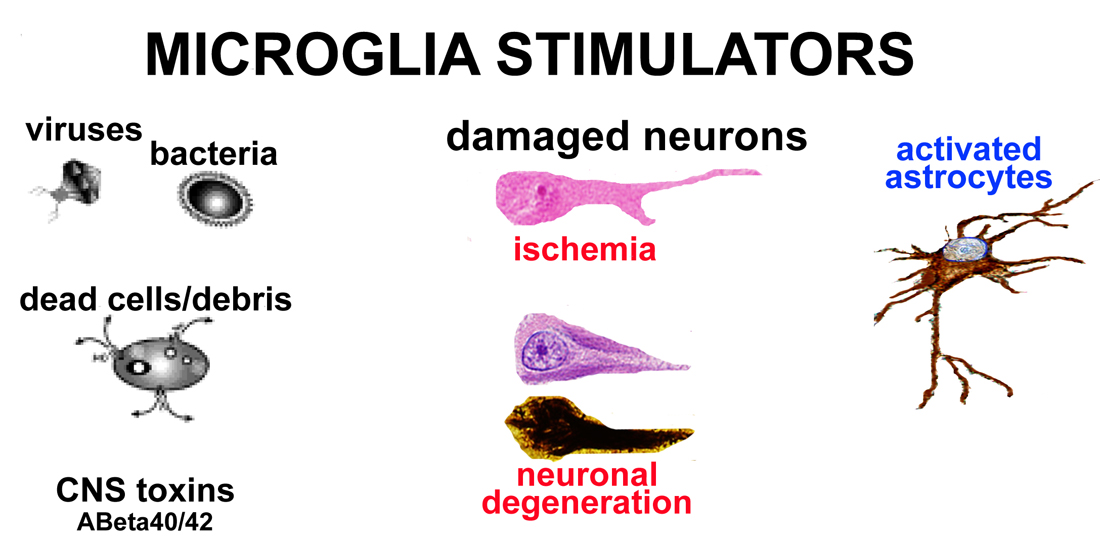 MICROGLIA STIMULATORS
viruses
bacteria
dead cells/debris
CNS toxins
ABeta40/42
damaged neurons
ischemia
neuronal
degeneration
activated
astrocytes